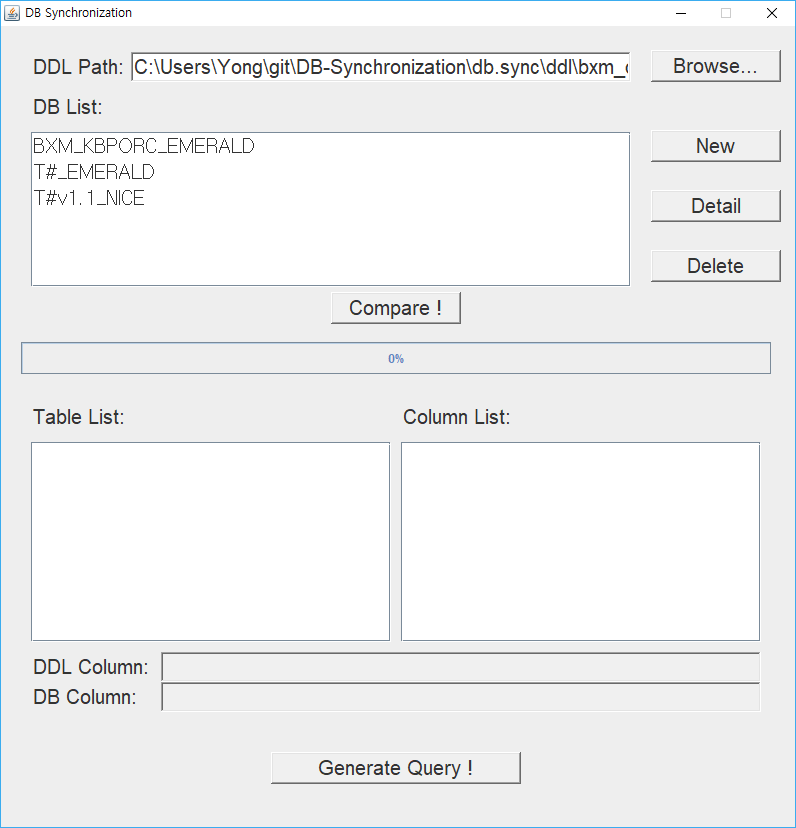 DB Synchronization
DDL Path: C:\Users\Yong\git\DB-Synchronization\db.sync\ddl\bxm_ Browse...
DB List:
BXM_KBPORC_EMERALD
T#_EMERALD
T#v1.1_NICE
New
Detail
Delete
Compare !
0%
Table List:
Column List:
DDL Column:
DB Column:
Generate Query !